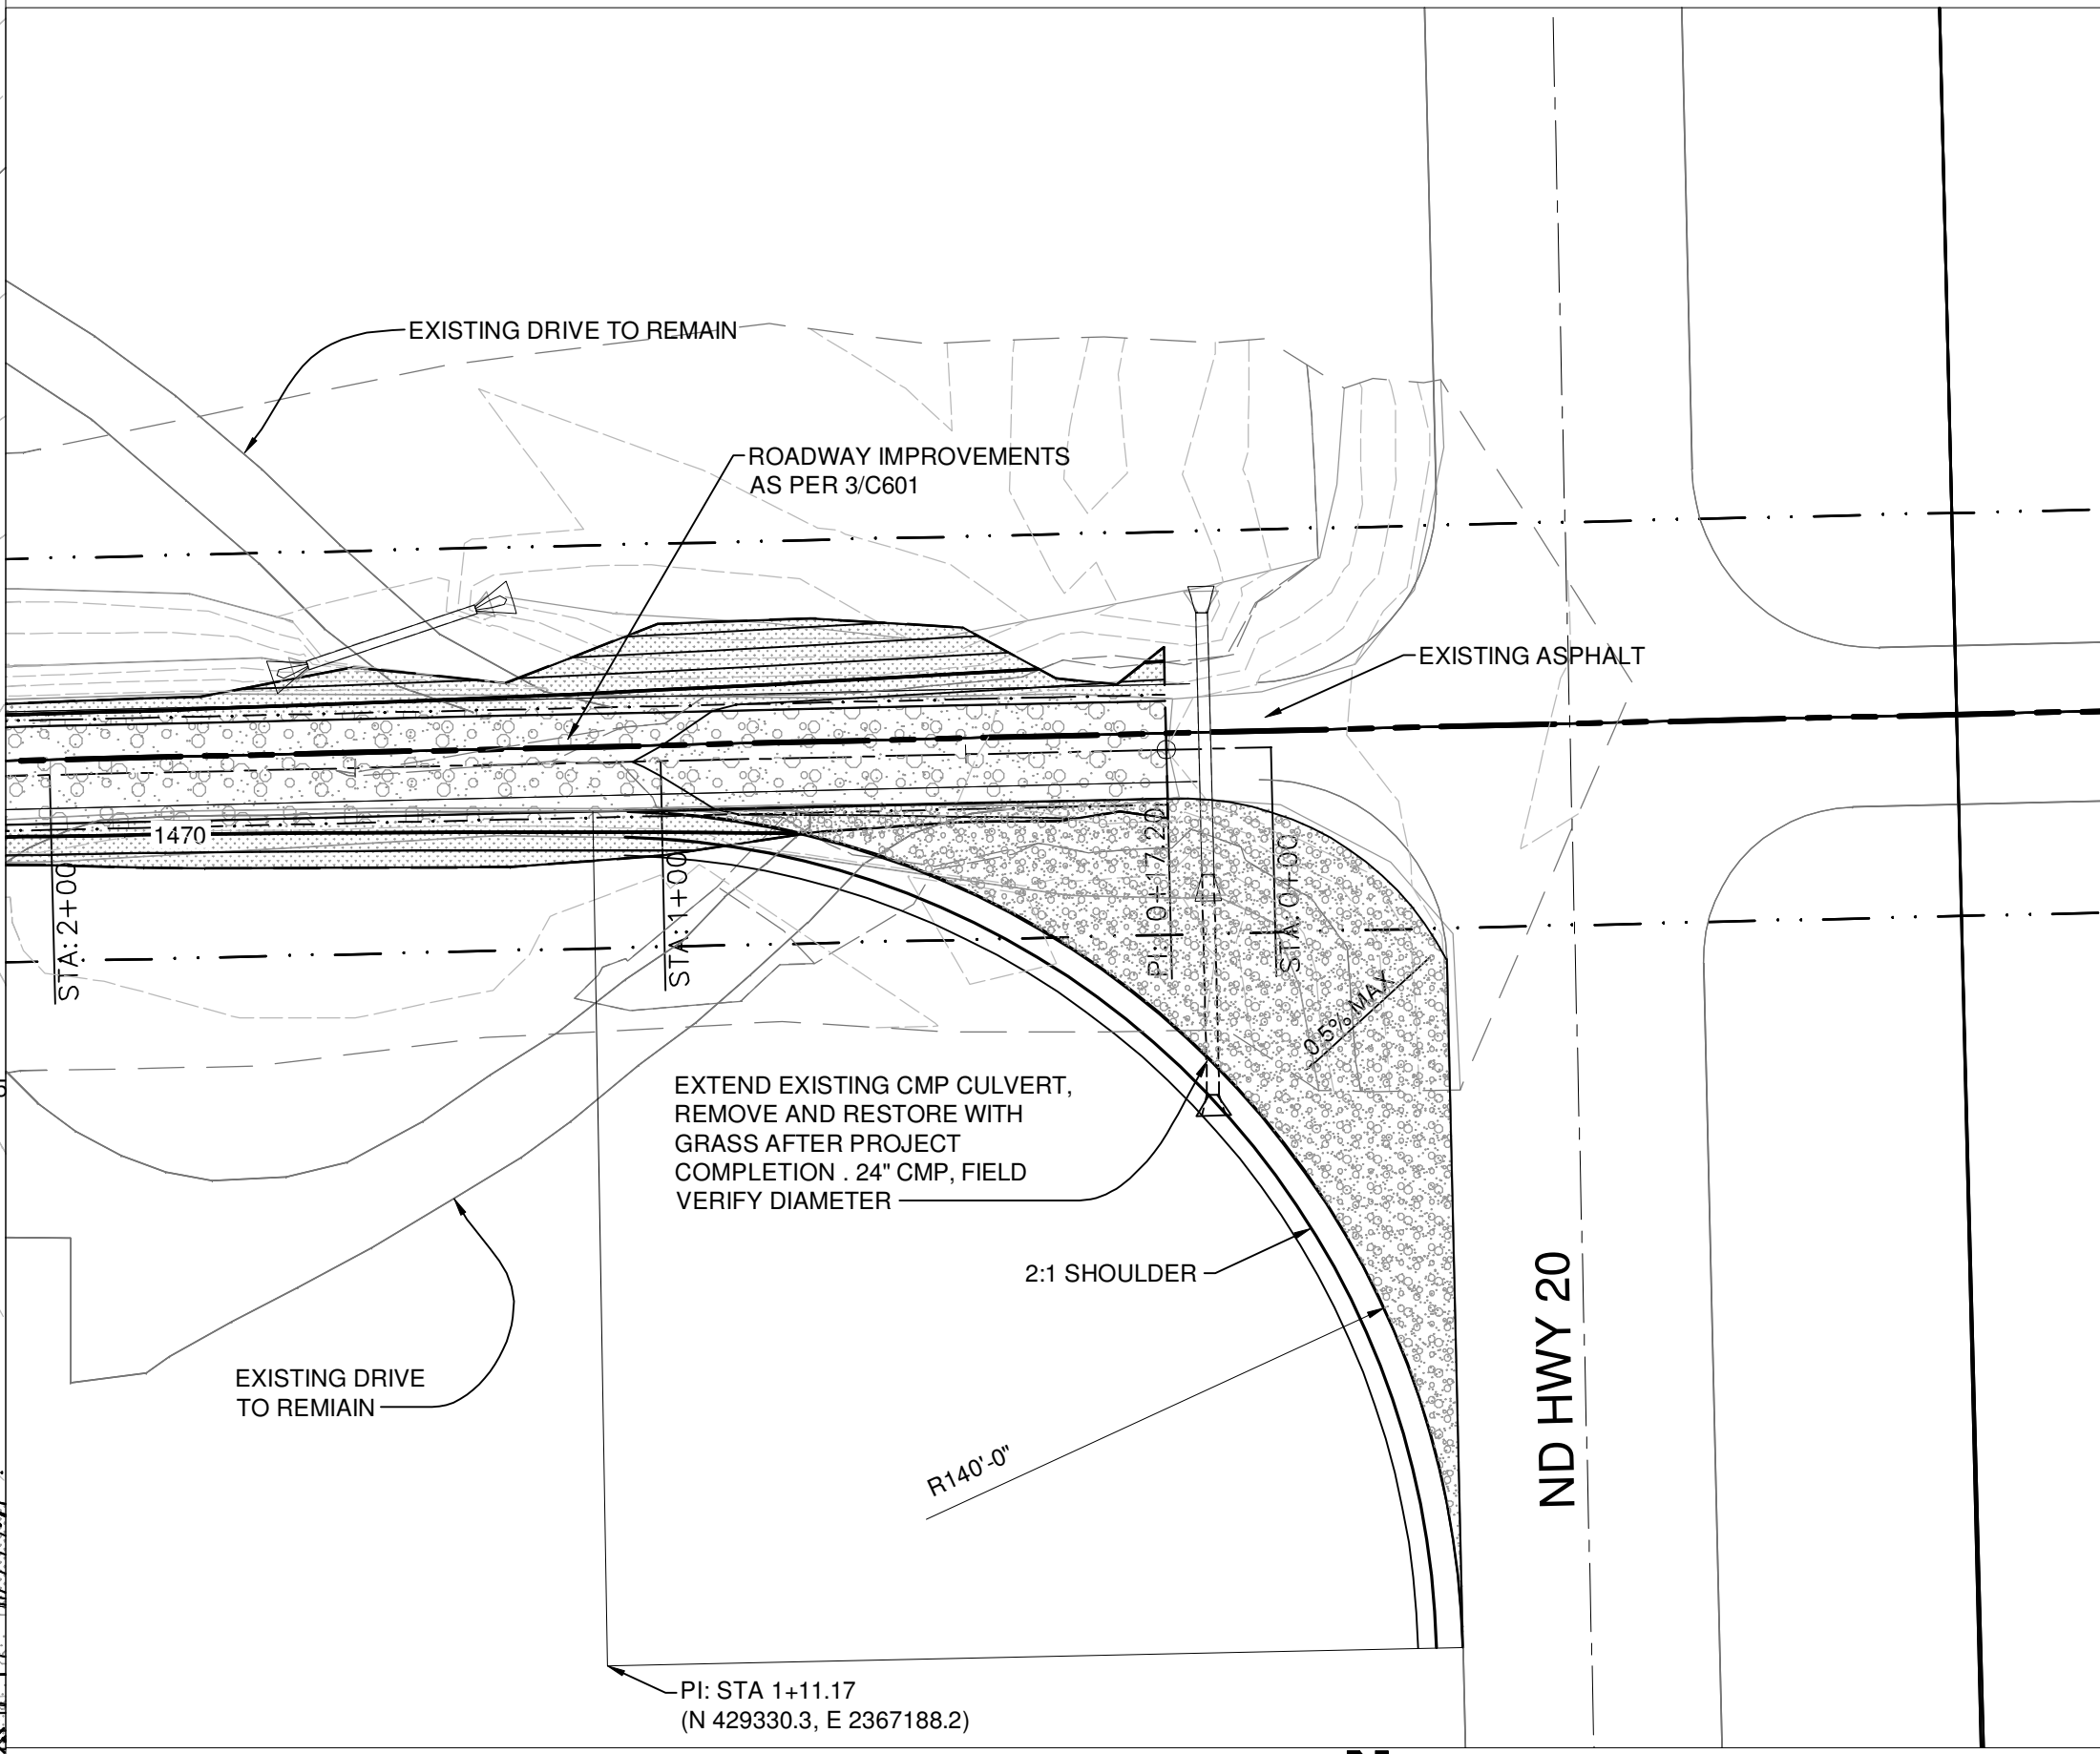 EXISTING DRIVE TO REMAIN
ROADWAY IMPROVEMENTS
AS PER 3/C601
EXISTING ASPHALT
1470
STA: 2+00
STA: 1+00
PI: 0+17.20
STA: 0+00
0.5% MAX
EXTEND EXISTING CMP CULVERT,
REMOVE AND RESTORE WITH
GRASS AFTER PROJECT
COMPLETION . 24" CMP, FIELD
VERIFY DIAMETER
2:1 SHOULDER
ND HWY 20
EXISTING DRIVE
TO REMIAIN
R140'-0"
PI: STA 1+11.17
(N 429330.3, E 2367188.2)